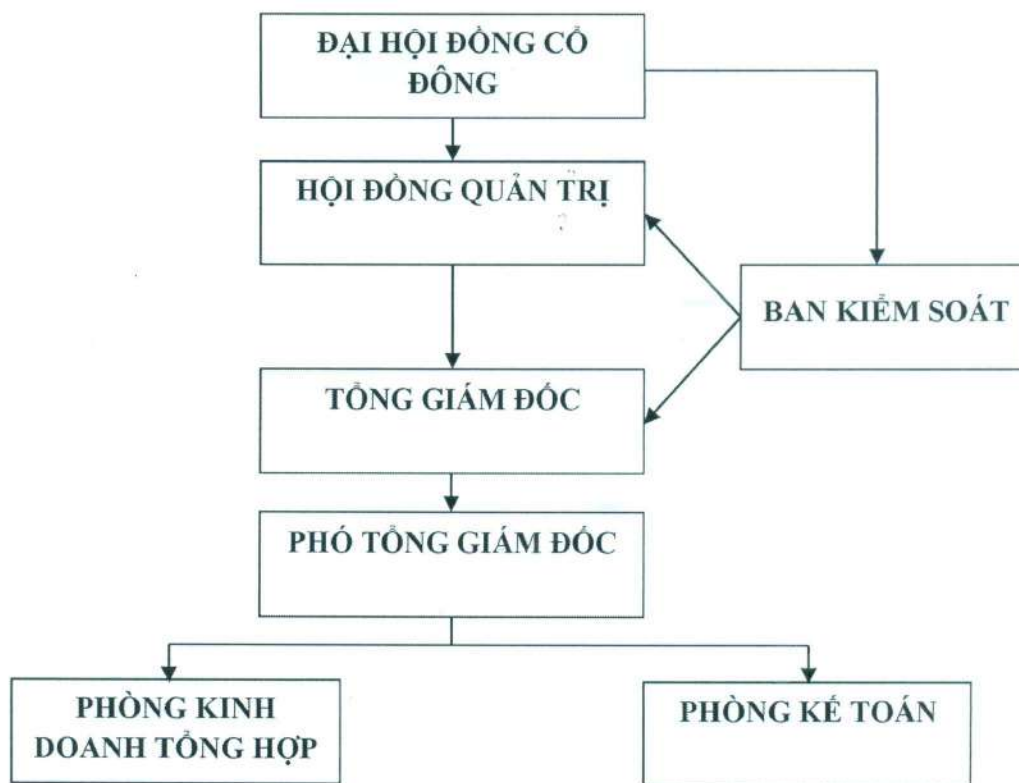 ĐẠI HỘI ĐỒNG CỔ
ĐÔNG
HỘI ĐỒNG QUẢN TRỊ
BAN KIỂM SOÁT
TỔNG GIÁM ĐỐC
PHÓ TỔNG GIÁM ĐỐC
PHÒNG KINH
DOANH TỔNG HỢP
PHÒNG KẾ TOÁN